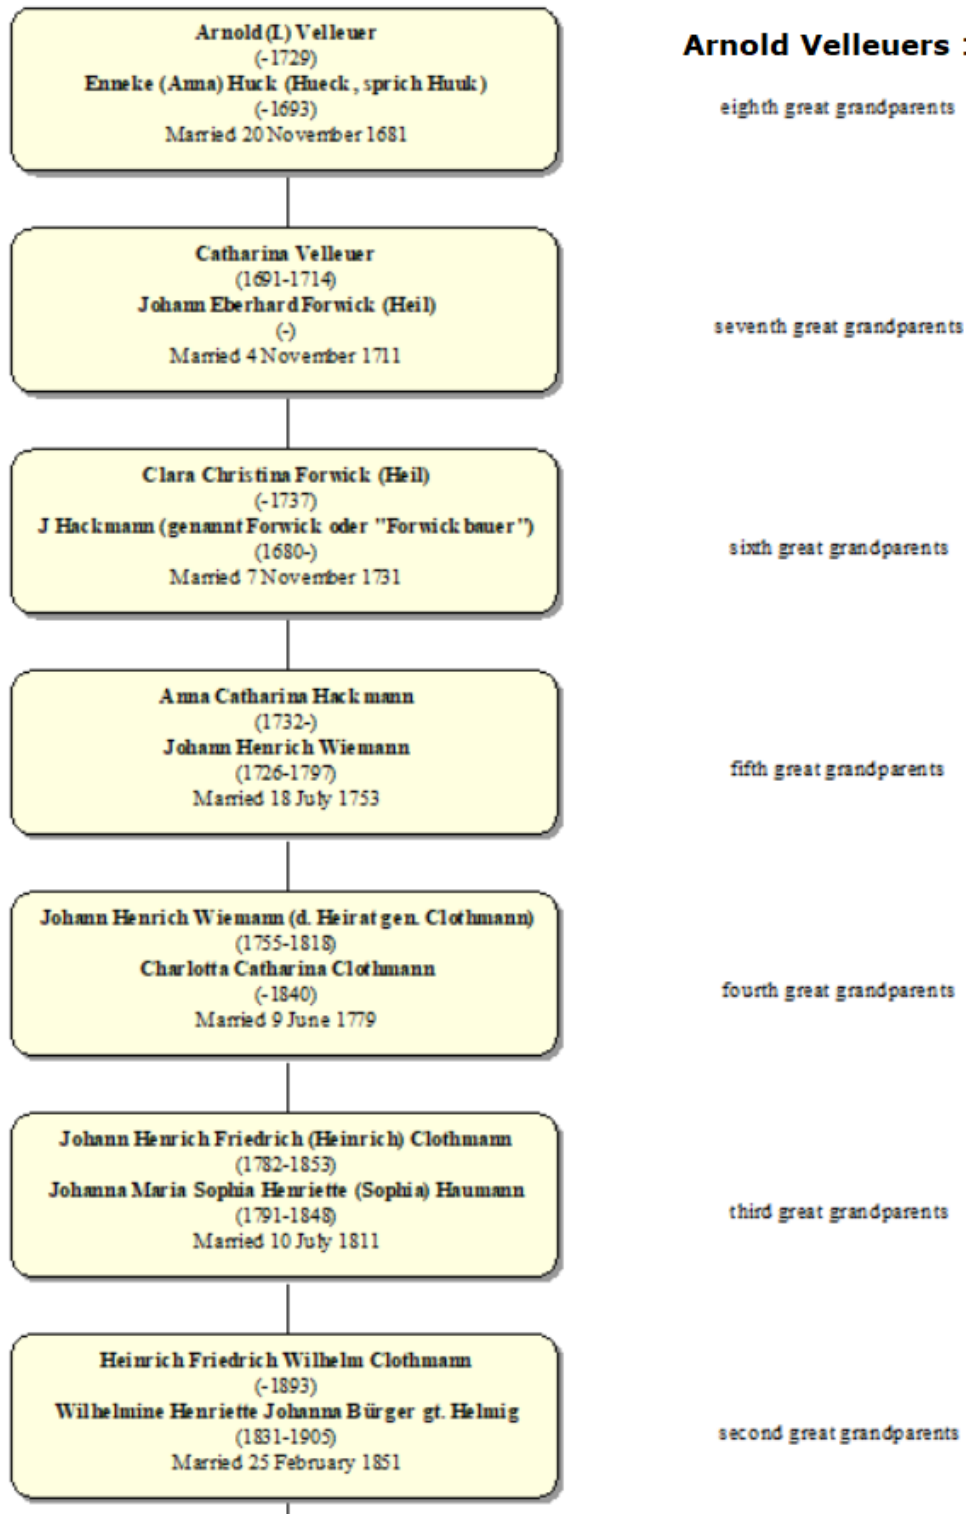 Arnold (I.) Velleuer
(-1729)
Enneke (Anna) Huck (Hueck, sprich Huuk)
(-1693)
Married 20 November 1681
Arnold Velleuers
eighth great grandparents
Catharina Velleuer
(1691-1714)
Johann Eberhard Forwick (Heil)
(-)
Married 4 November 1711
seventh great grandparents
Clara Christina Forwick (Heil)
(-1737)
J Hackmann (genannt Forwick oder "Forwickbauer")
(1680-)
Married 7 November 1731
sixth great grandparents
Anna Catharina Hackmann
(1732-)
Johann Henrich Wiemann
(1726-1797)
Married 18 July 1753
fifth great grandparents
Johann Henrich Wiemann (d. Heirat gen. Clothmann)
(1755-1818)
Charlotta Catharina Clothmann
(-1840)
Married 9 June 1779
fourth great grandparents
Johann Henrich Friedrich (Heinrich) Clothmann
(1782-1853)
Johanna Maria Sophia Henriette (Sophia) Haumann
(1791-1848)
Married 10 July 1811
third great grandparents
Heinrich Friedrich Wilhelm Clothmann
(-1893)
Wilhelmine Henriette Johanna Bürger gt. Helmig
(1831-1905)
Married 25 February 1851
second great grandparents